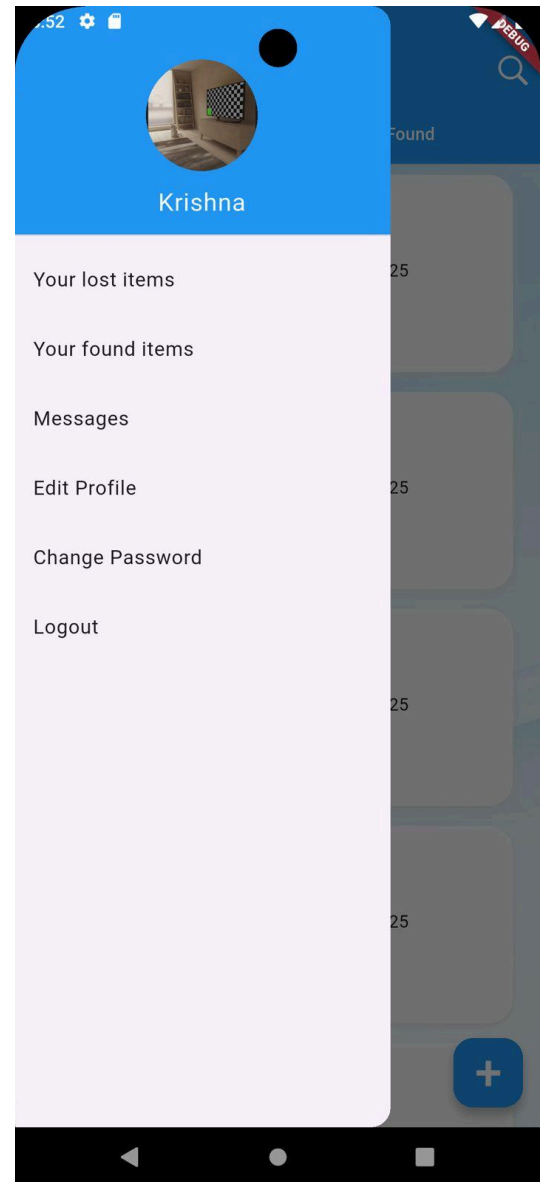 :52
DEBUG
Found
Krishna
Your lost items
25
Your found items
Messages
Edit Profile
25
Change Password
Logout
25
25